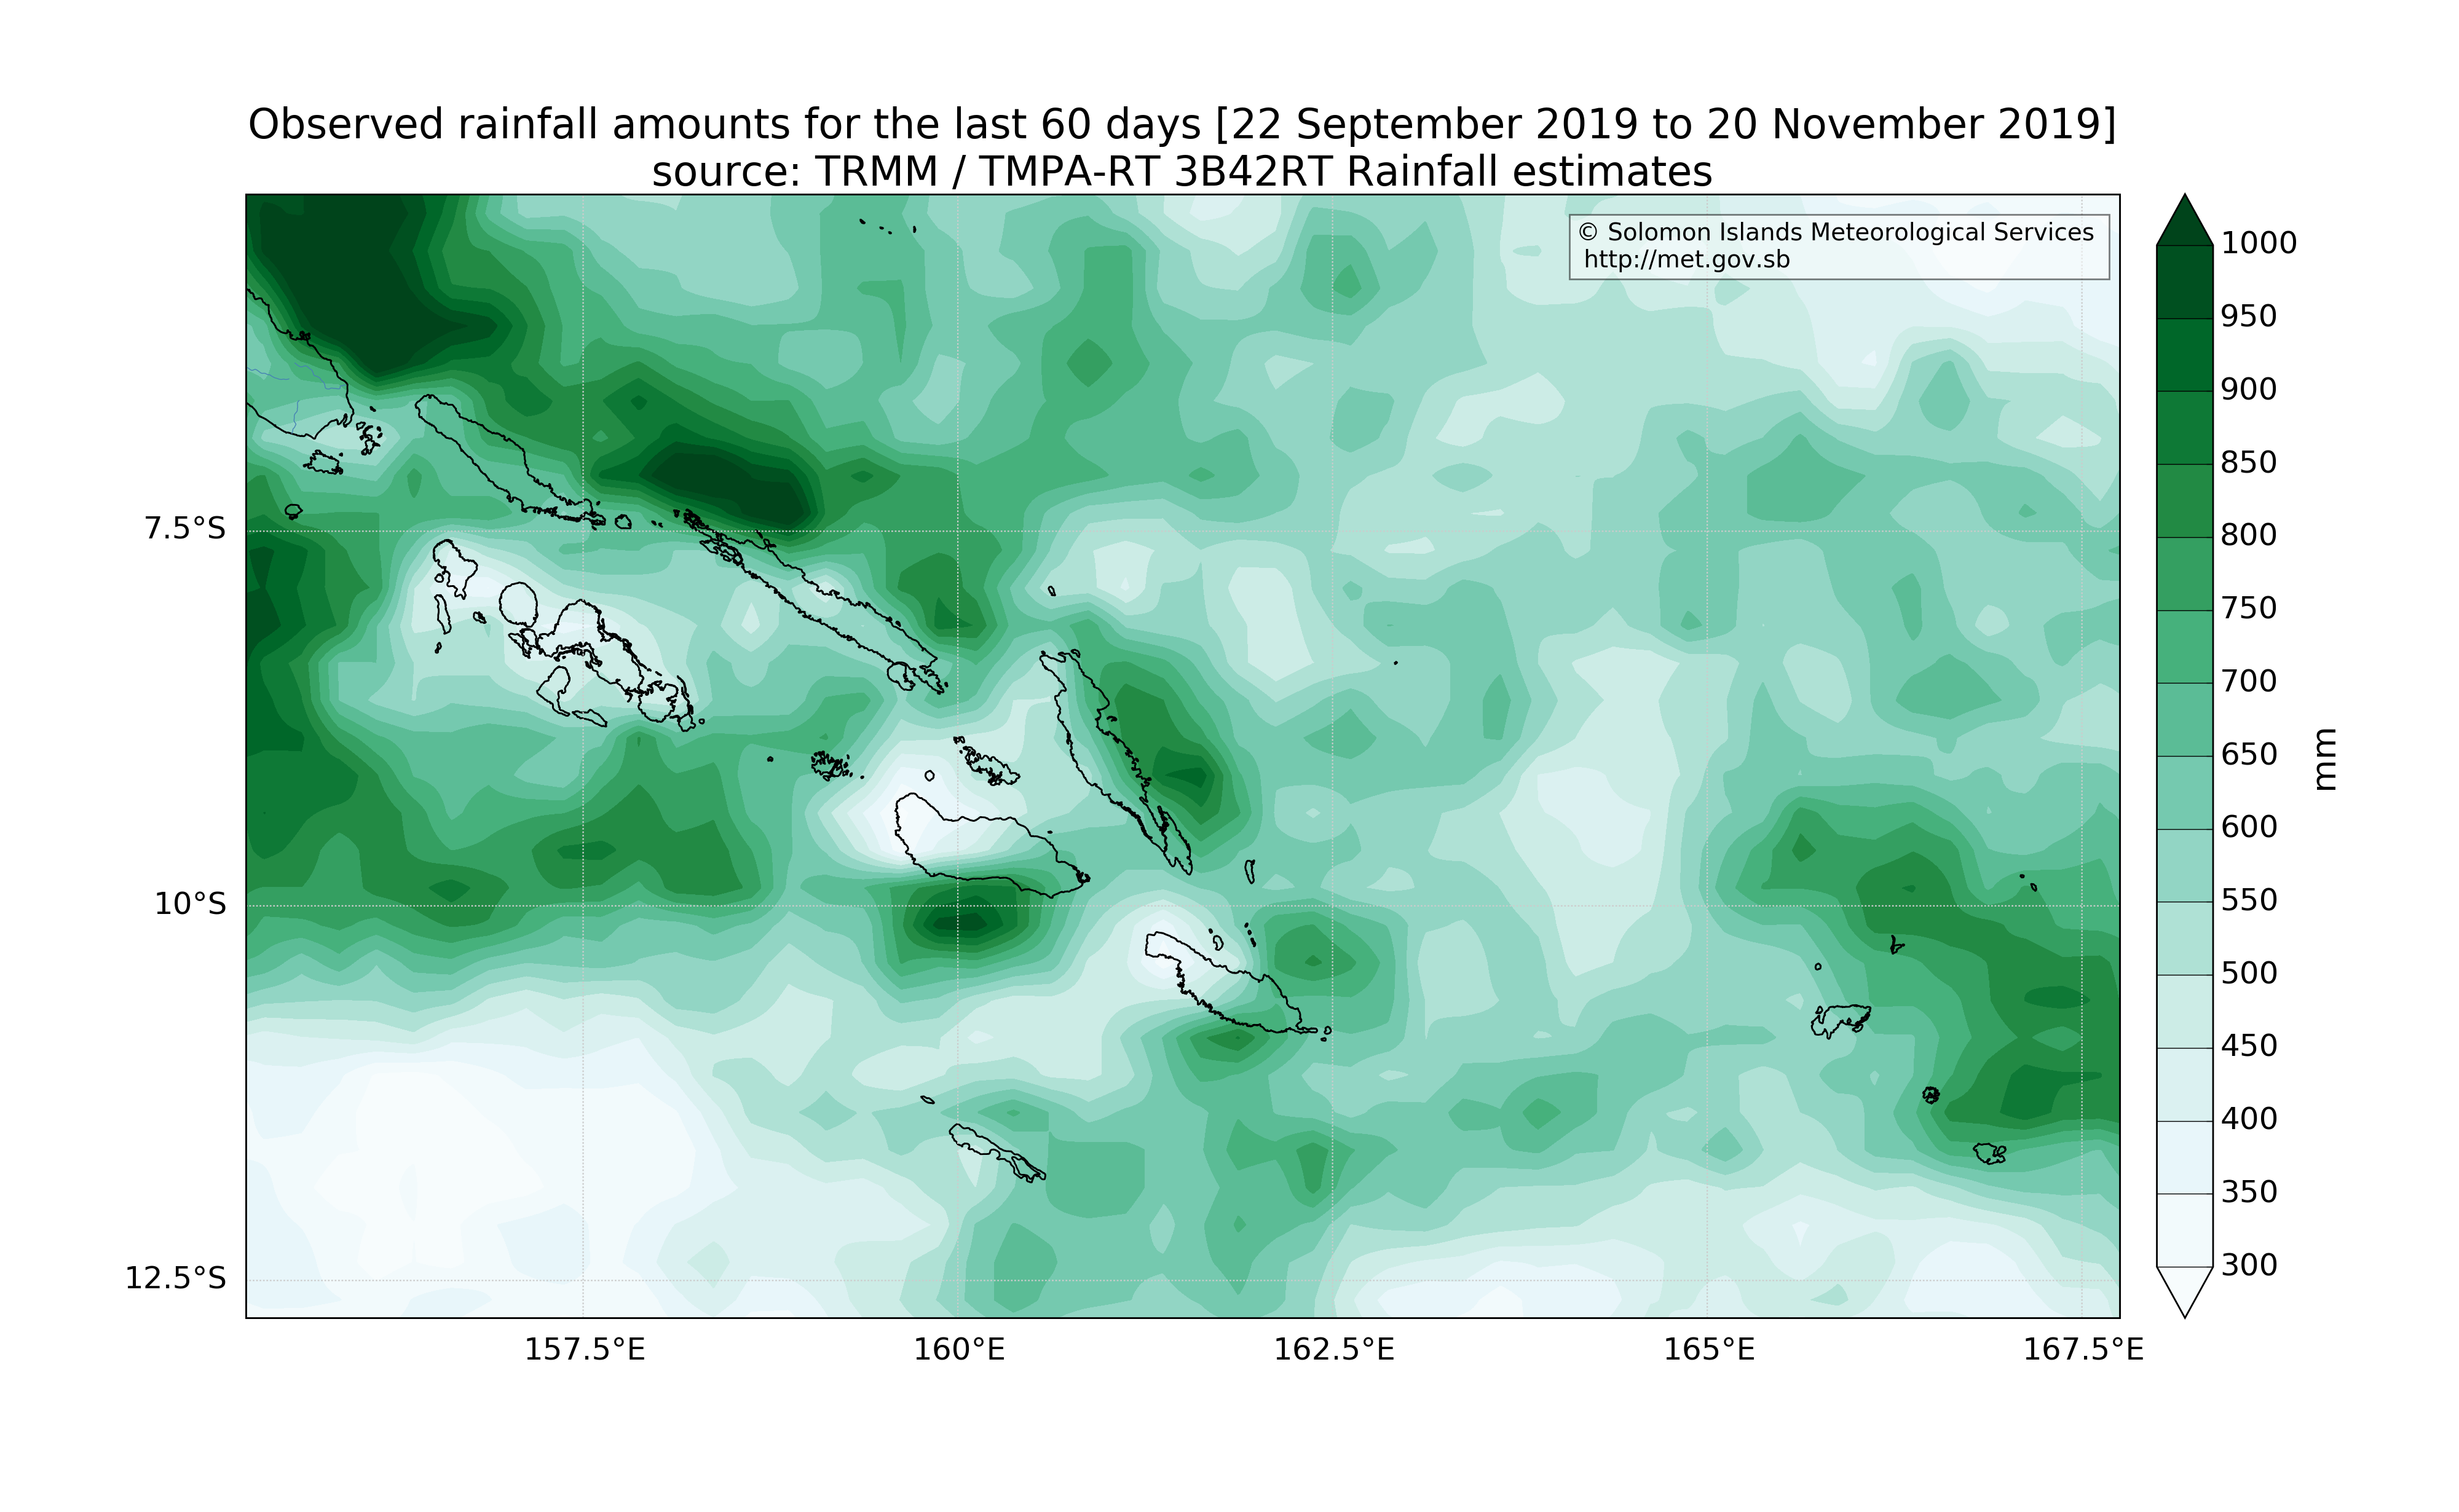 Observed rainfall amounts for the last 60 days [22 September 2019 to 20 November 2019]
source: TRMM / TMPA-RT 3B42RT Rainfall estimates
© Solomon Islands Meteorological Services
http://met.gov.sb
7.5°S
10°S
12.5°S
157.5°E
160°E
162.5°E
165°E
167.5°E
1000
950
900
850
800
750
700
650
600
550
500
450
400
350
300
mm